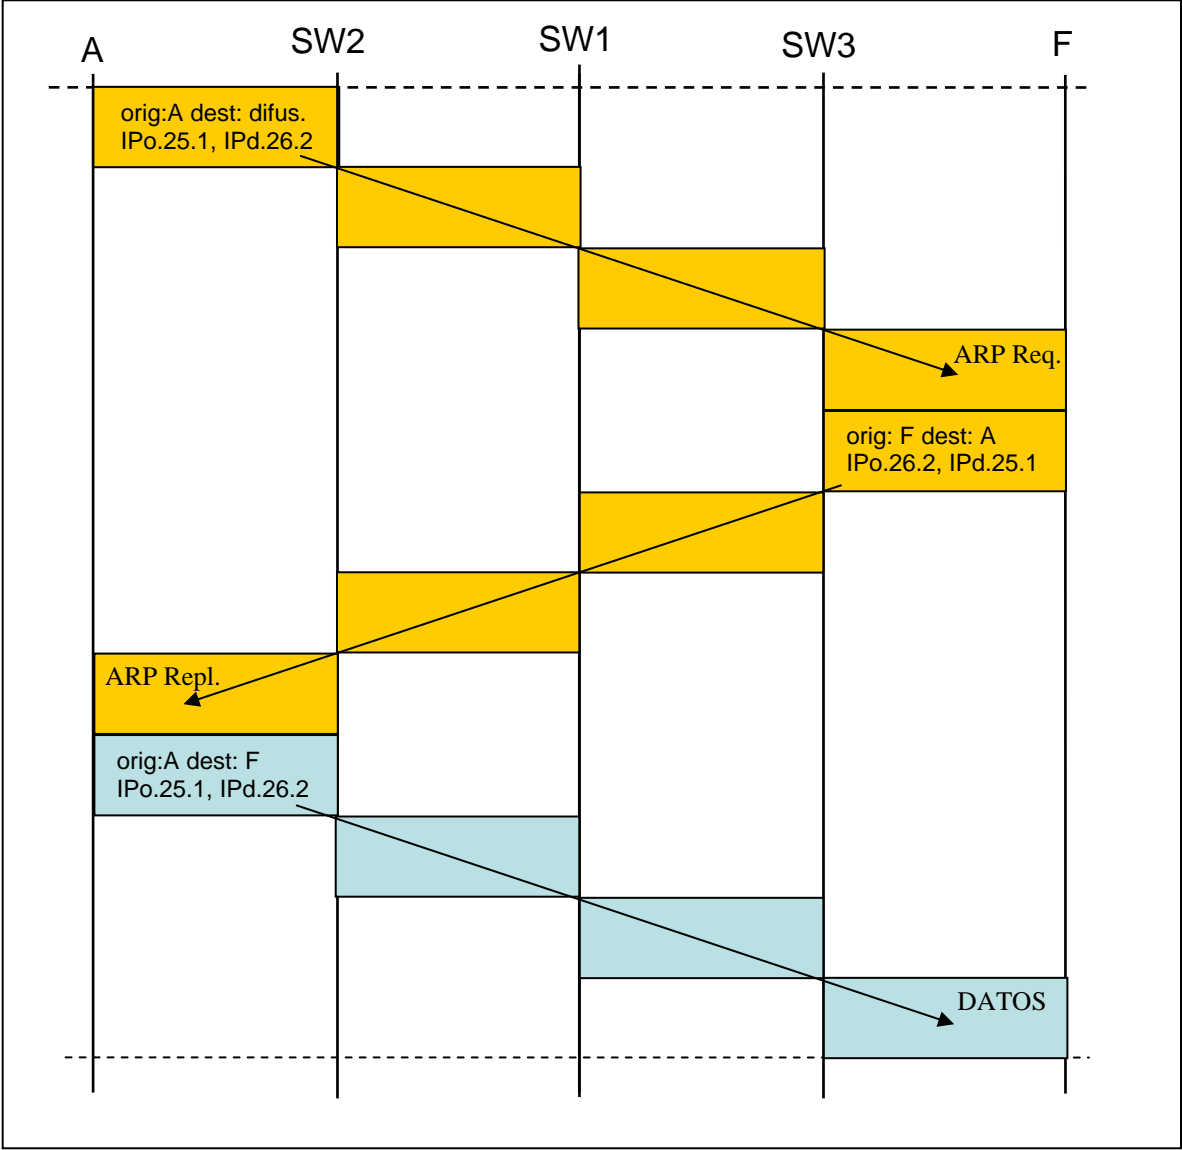 A
SW2
SW1
SW3
F
orig:A dest: difus.
IPo.25.1, IPd.26.2
ARP Req.
orig: F dest: A
IPo.26.2, IPd.25.1
ARP Repl.
orig:A dest: F
IPo.25.1, IPd.26.2
DATOS